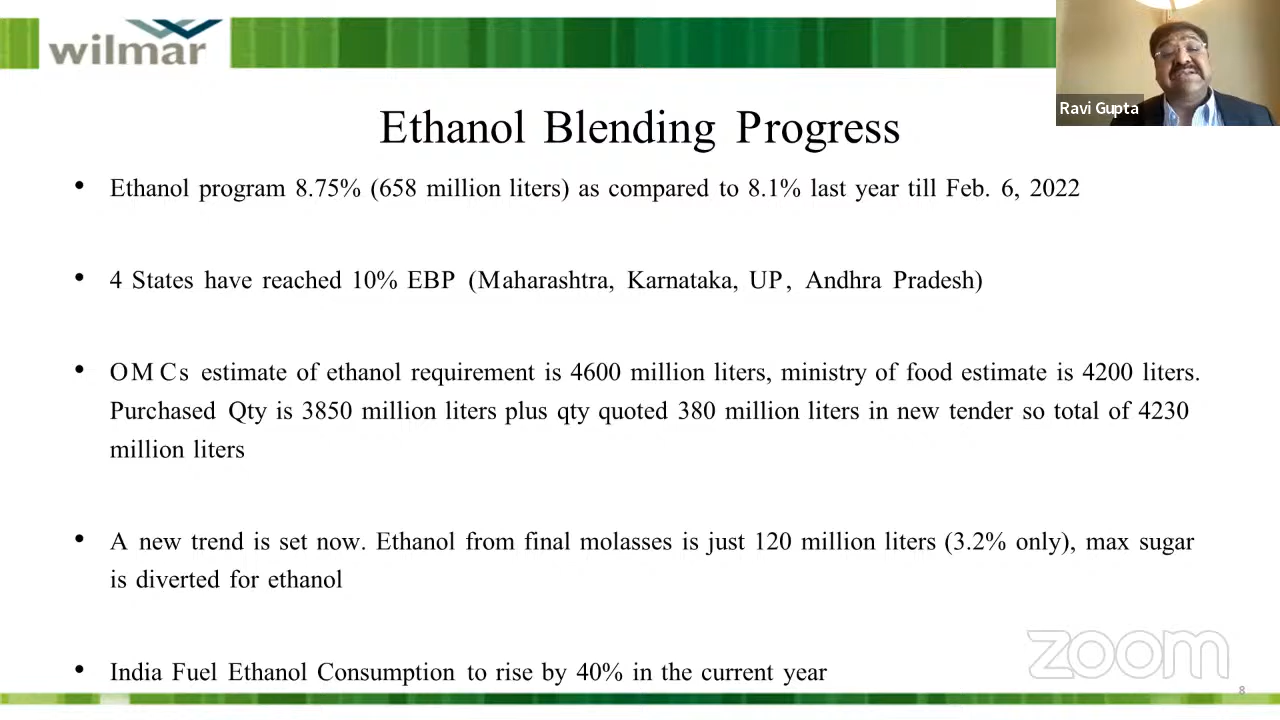 wilmar
Ravi Gupta
Ethanol Blending Progress
• Ethanol program 8.75% (658 million liters) as compared to 8.1% last year till Feb. 6, 2022
• 4 States have reached 10% EBP (Maharashtra, Karnataka, UP, Andhra Pradesh)
• OMCs estimate of ethanol requirement is 4600 million liters, ministry of food estimate is 4200 liters.
Purchased Qty is 3850 million liters plus qty quoted 380 million liters in new tender so total of 4230
million liters
• A new trend is set now. Ethanol from final molasses is just 120 million liters (3.2% only), max sugar
is diverted for ethanol
• India Fuel Ethanol Consumption to rise by 40% in the current year
zoom
8